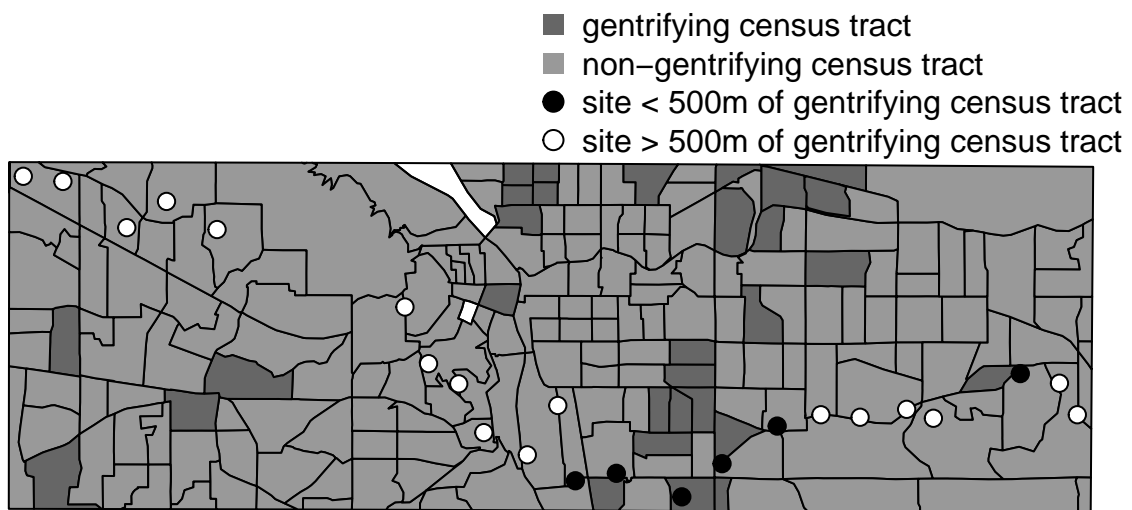 gentrifying census tract
non−gentrifying census tract
site < 500m of gentrifying census tract
site > 500m of gentrifying census tract